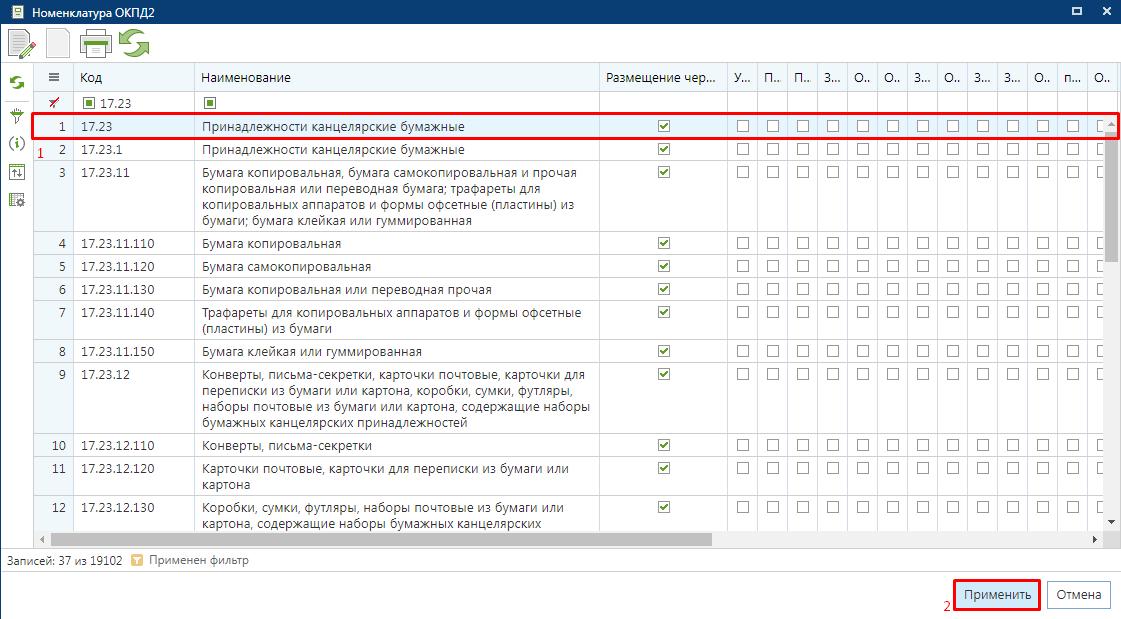 Номенклатура ОКПД2
Код Наименование Размещение чер... У... П... П... З... О... О... З... О... З... З... О... п... О...
17.23
1 17.23 Принадлежности канцелярские бумажные
1
2 17.23.1 Принадлежности канцелярские бумажные
3 17.23.11 Бумага копировальная, бумага самокопировальная и прочая
копировальная или переводная бумага; трафареты для
копировальных аппаратов и формы офсетные (пластины) из
бумаги; бумага клейкая или гуммированная
4 17.23.11.110 Бумага копировальная
5 17.23.11.120 Бумага самокопировальная
6 17.23.11.130 Бумага копировальная или переводная прочая
7 17.23.11.140 Трафареты для копировальных аппаратов и формы офсетные
(пластины) из бумаги
8 17.23.11.150 Бумага клейкая или гуммированная
9 17.23.12 Конверты, письма-секретки, карточки почтовые, карточки для
переписки из бумаги или картона, коробки, сумки, футляры,
наборы почтовые из бумаги или картона, содержащие наборы
бумажных канцелярских принадлежностей
10 17.23.12.110 Конверты, письма-секретки
11 17.23.12.120 Карточки почтовые, карточки для переписки из бумаги или
картона
12 17.23.12.130 Коробки, сумки, футляры, наборы почтовые из бумаги или
картона, содержащие наборы бумажных канцелярских
Записей: 37 из 19102 Применен фильтр
2 Применить Отмена